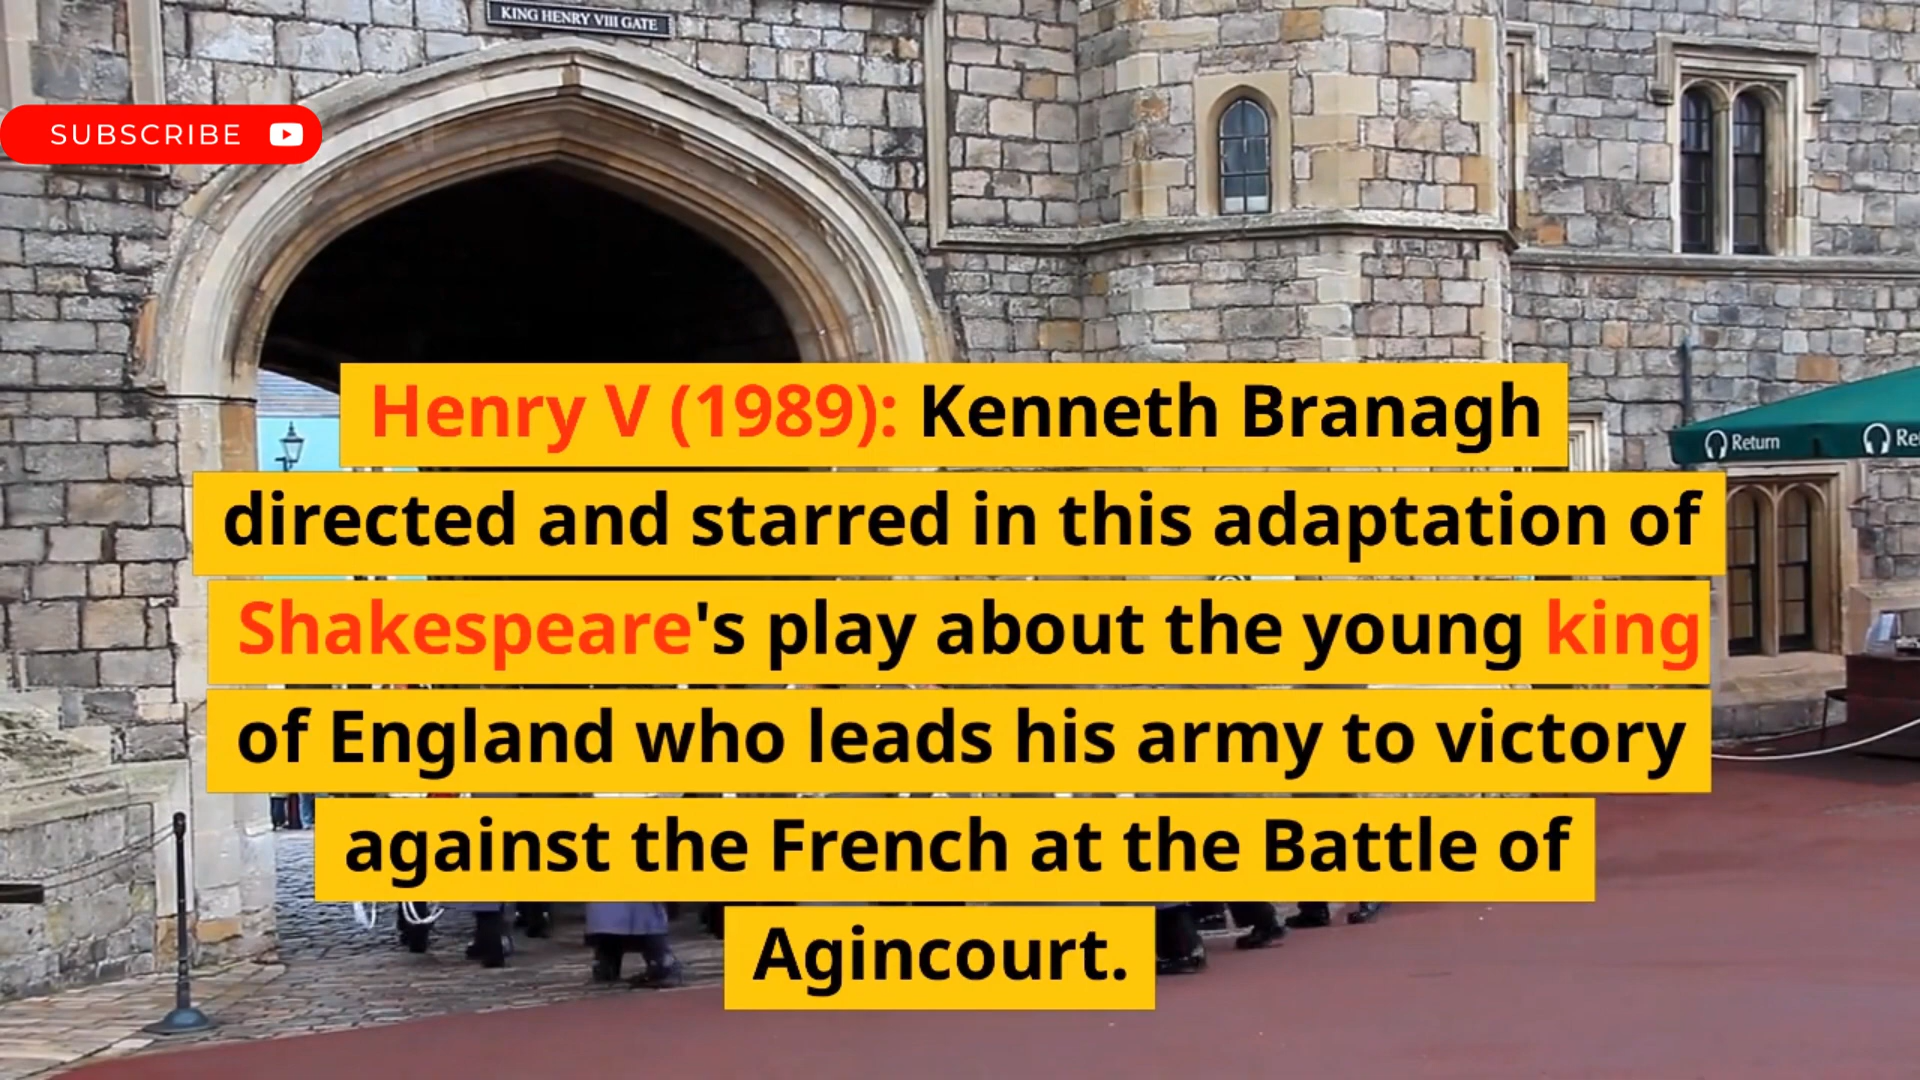 KING HENRY VIII GATE
SUBSCRIBE
Henry V (1989): Kenneth Branagh
directed and starred in this adaptation of
Shakespeare's play about the young king
of England who leads his army to victory
against the French at the Battle of
Agincourt.
Return
Re